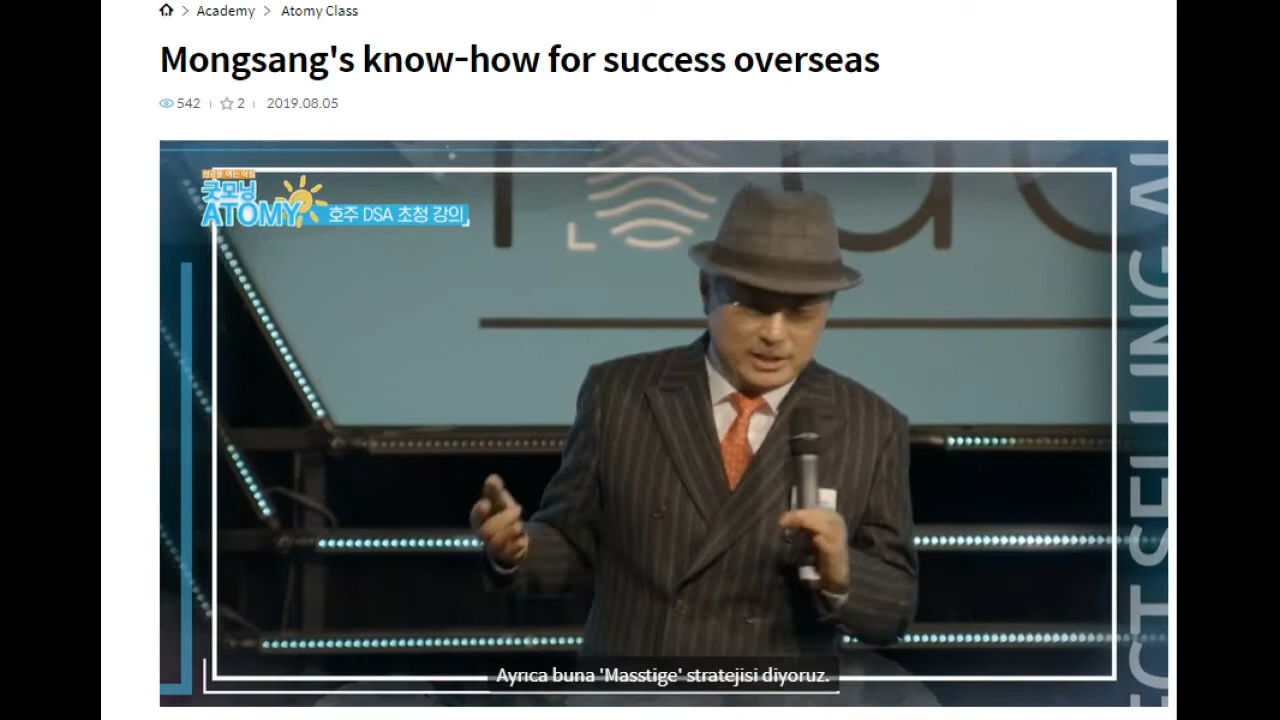 > Academy > Atomy Class
Mongsang's know-how for success overseas
542 2 2019.08.05
굿모닝
ATOMY 호주 DSA 초청 강의
Ayrıca buna 'Masstige' stratejisi diyoruz.